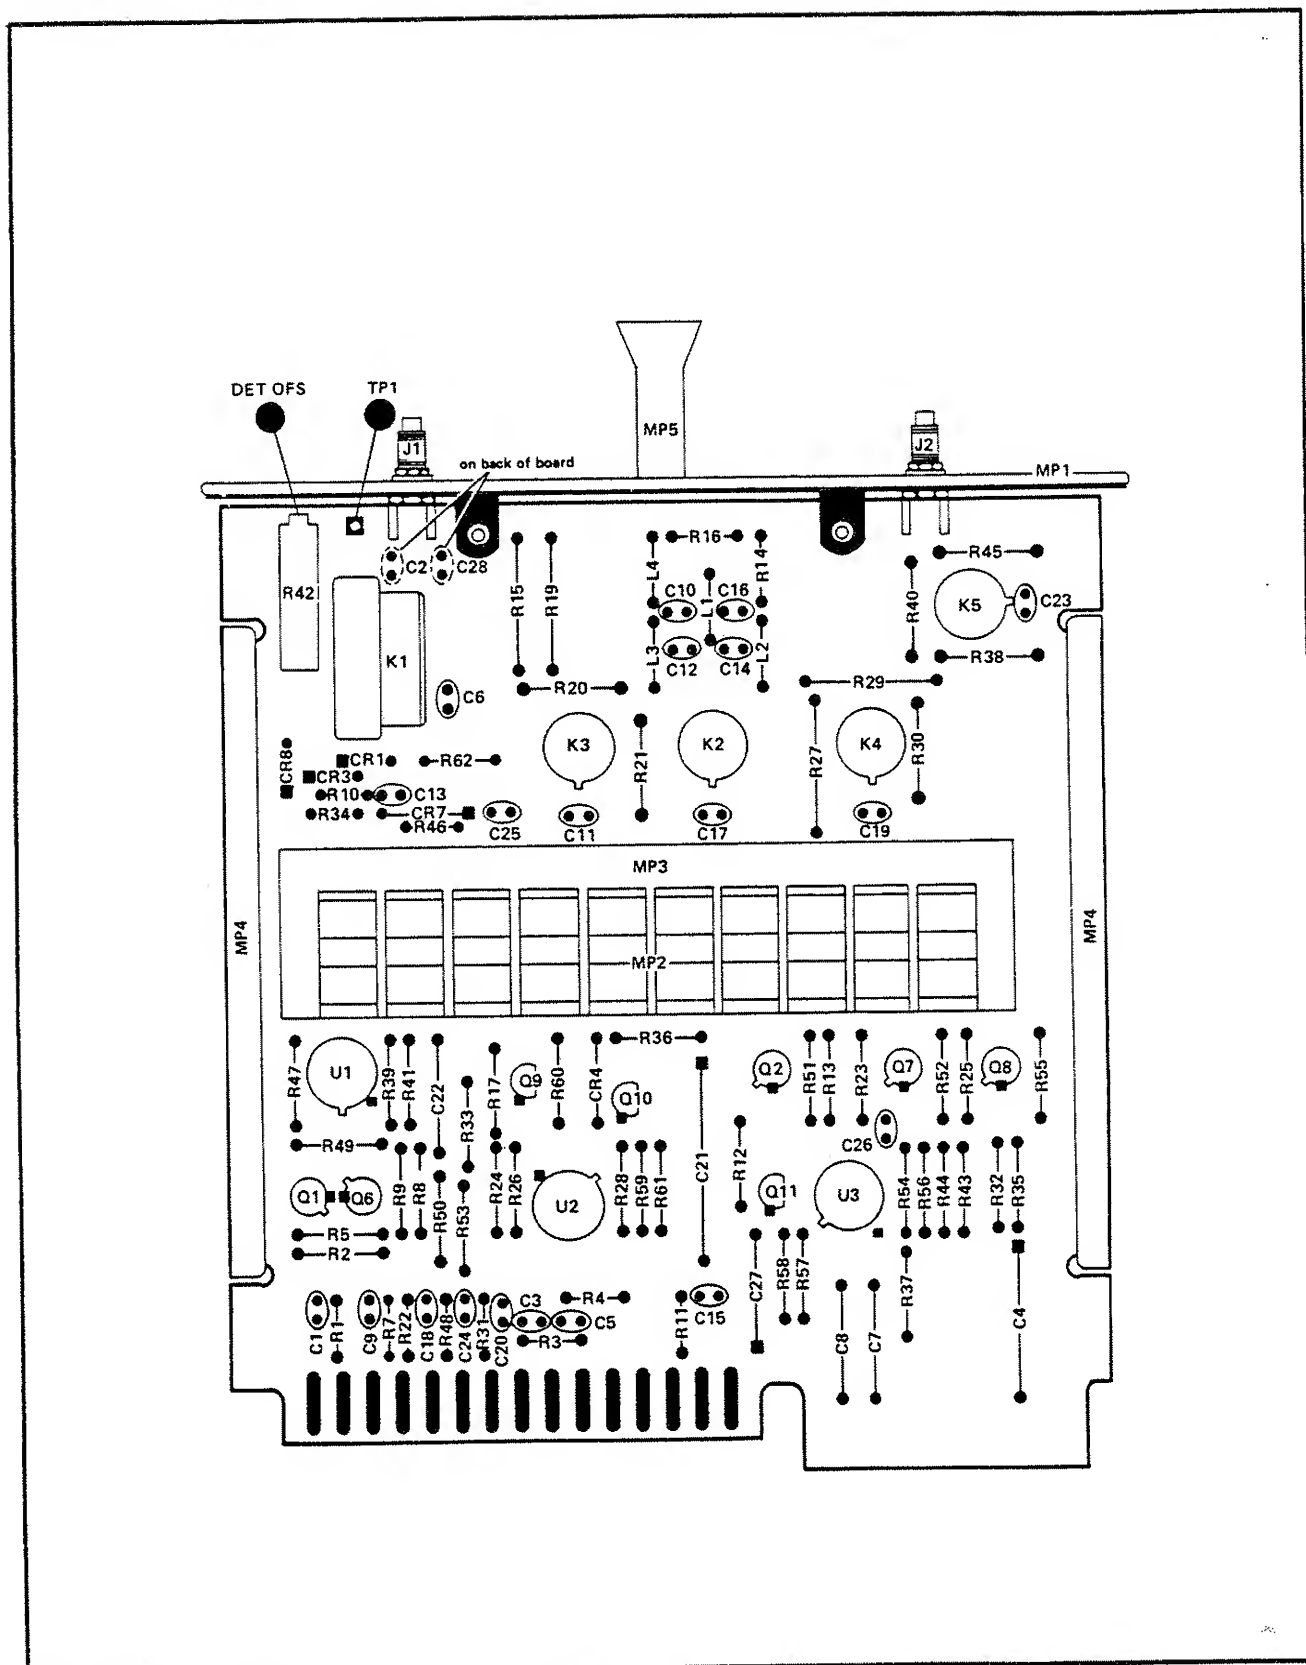 DET OFS
TP1
MP5
J1
J2
on back of board
MP1
R42
C2
C28
R15
R19
L4
R16
R14
C10
L1
C16
L3
C12
C14
L2
R40
R45
K5
C23
R38
K1
C6
R20
R29
K3
R21
K2
R27
K4
R30
CR8
CR1
R62
CR3
R10
C13
R34
CR7
R46
C25
C11
C17
C19
MP3
MP4
MP2
MP4
R47
U1
R39
R41
C22
R33
R17
Q9
R60
CR4
R36
Q10
Q2
R51
R13
R23
Q7
R52
R25
Q8
R55
R49
C21
R12
C26
Q1
Q6
R9
R8
R50
R53
R24
R26
U2
R28
R59
R61
Q11
U3
R54
R56
R44
R43
R32
R35
R5
R2
C27
R58
R57
R37
C4
C1
R1
C9
R7
R22
C18
R48
C24
R31
C20
C3
R4
C5
R3
R11
C15
C8
C7